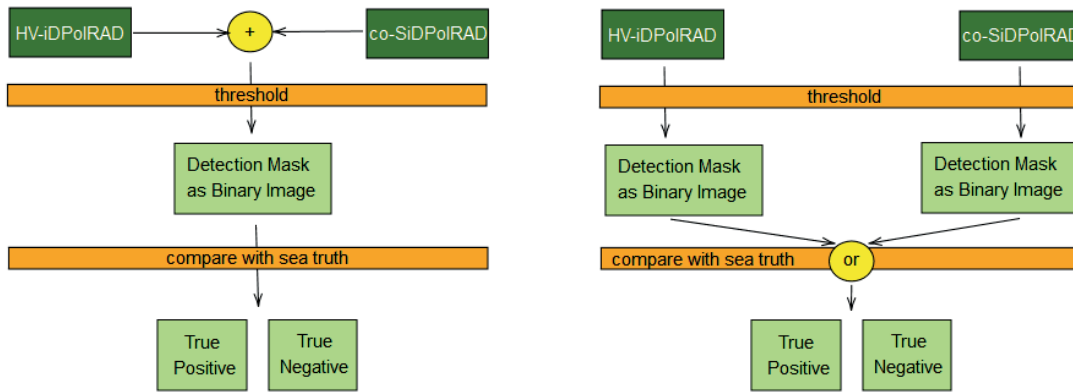 HV-iDPolRAD
+
co-SiDPolRAD
threshold
Detection Mask
as Binary Image
compare with sea truth
True
Positive
True
Negative
HV-iDPolRAD
co-SiDPolRAD
threshold
Detection Mask
as Binary Image
Detection Mask
as Binary Image
compare with sea truth
or
True
Positive
True
Negative